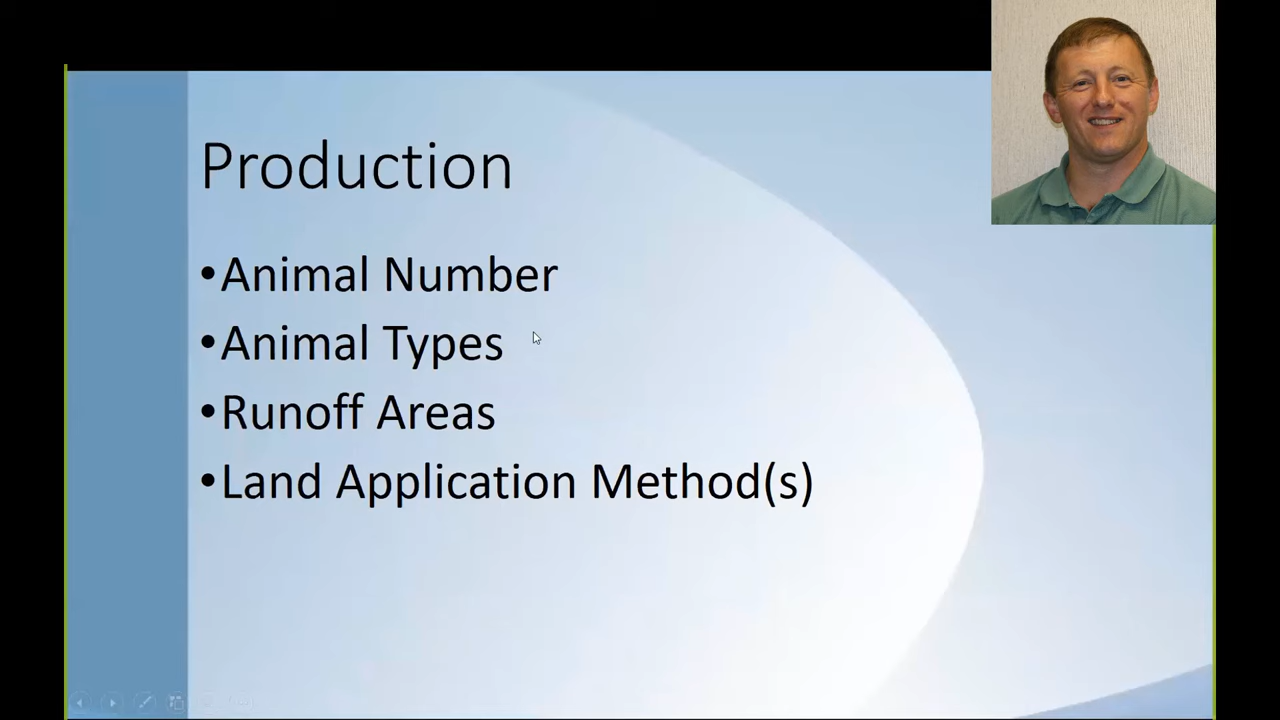 Production
•Animal Number
•Animal Types
•Runoff Areas
•Land Application Method(s)